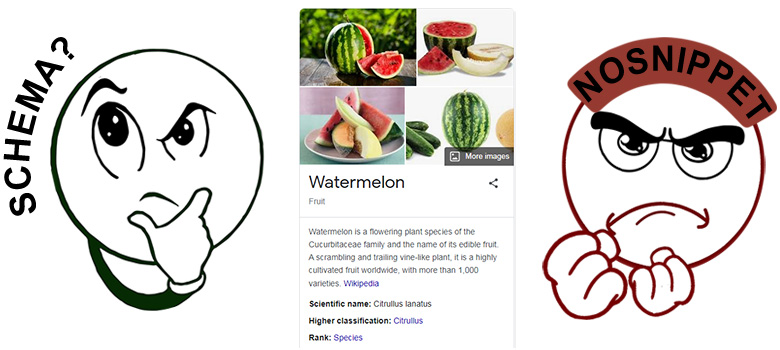 SCHEMA?
More images
Watermelon
Fruit
Watermelon is a flowering plant species of the
Cucurbitaceae family and the name of its edible fruit.
A scrambling and trailing vine-like plant, it is a highly
cultivated fruit worldwide, with more than 1,000
varieties. Wikipedia
Scientific name: Citrullus lanatus
Higher classification: Citrullus
Rank: Species
NOSNIPPET